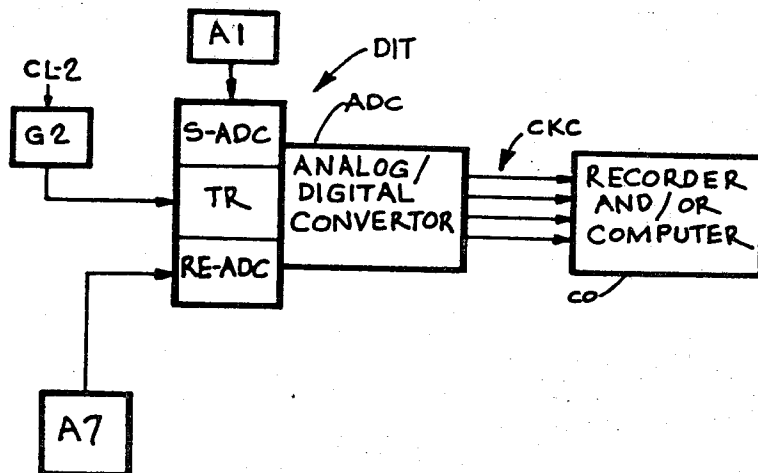 A1
DIT
CL-2
ADC
G2
S-ADC
CKC
ANALOG/
DIGITAL
CONVERTOR
RECORDER
AND/OR
COMPUTER
TR
RE-ADC
CO
A7